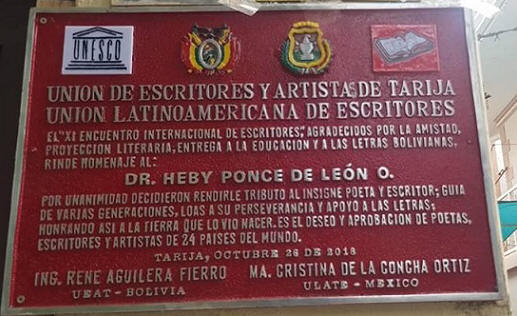 UNESCO
UNION DE ESCRITORES Y ARTISTAS DE TARIJA
UNION LATINOAMERICANA DE ESCRITORES
EL "XI ENCUENTRO INTERNACIONAL DE ESCRITORES", AGRADECIDOS POR LA AMISTAD,
PROYECCION LITERARIA; ENTREGA A LA EDUCACION Y A LAS LETRAS BOLIVIANAS,
RINDE HOMENAJE AL:
DR. HEBY PONCE DE LEÓN O.
POR UNANIMIDAD DECIDIERON RENDIRLE TRIBUTO AL INSIGNE POETA Y ESCRITOR; GUIA
DE VARIAS GENERACIONES, LOAS A SU PERSEVERANCIA Y APOYO A LAS LETRAS;
HONRANDO ASI A LA TIERRA QUE LO VIO NACER. ES EL DESEO Y APROBACION DE POETAS,
ESCRITORES Y ARTISTAS DE 24 PAISES DEL MUNDO.
TARIJA, OCTUBRE 26 DE 2018
ING. RENE AGUILERA FIERRO MA. CRISTINA DE LA CONCHA ORTIZ
UEAT - BOLIVIA ULATE - MEXICO